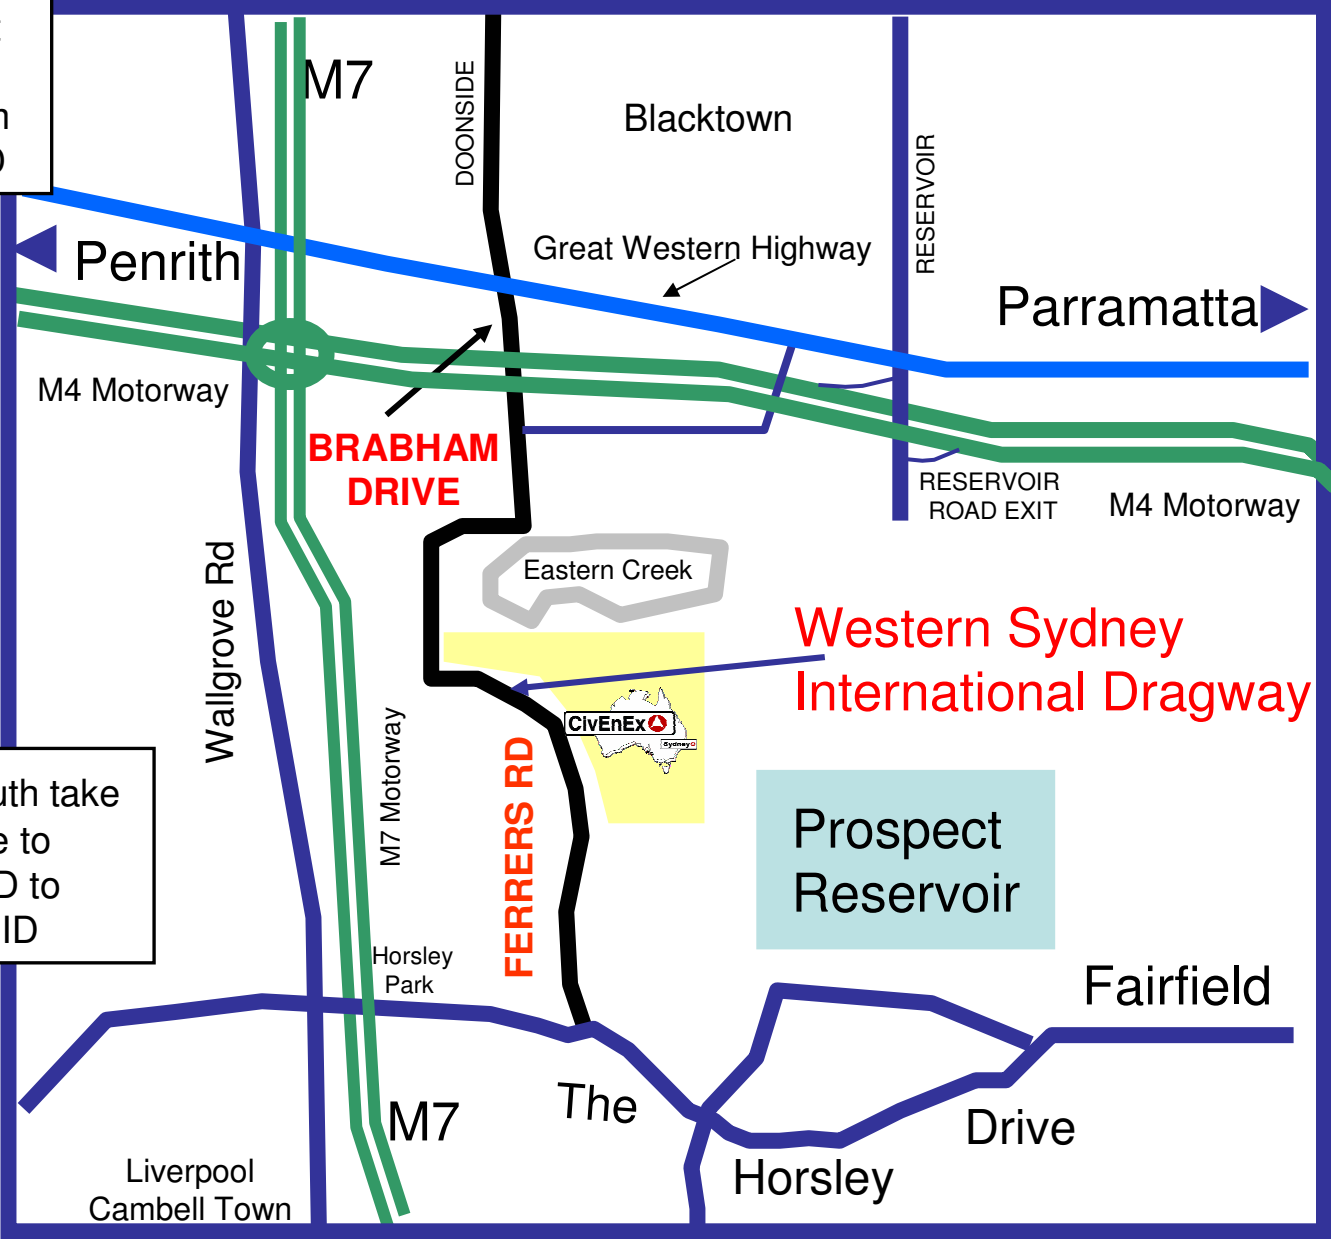 M7
DOONSIDE
Blacktown
RESERVOIR
Great Western Highway
Penrith
Parramatta
M4 Motorway
BRABHAM
DRIVE
RESERVOIR
ROAD EXIT
M4 Motorway
Eastern Creek
Wallgrove Rd
Western Sydney
International Dragway
CivEnEx
Sydney
M7 Motorway
FERRERS RD
uth take
e to
D to
ID
Prospect
Reservoir
Horsley
Park
Fairfield
The
M7
Drive
Horsley
Liverpool
Cambell Town